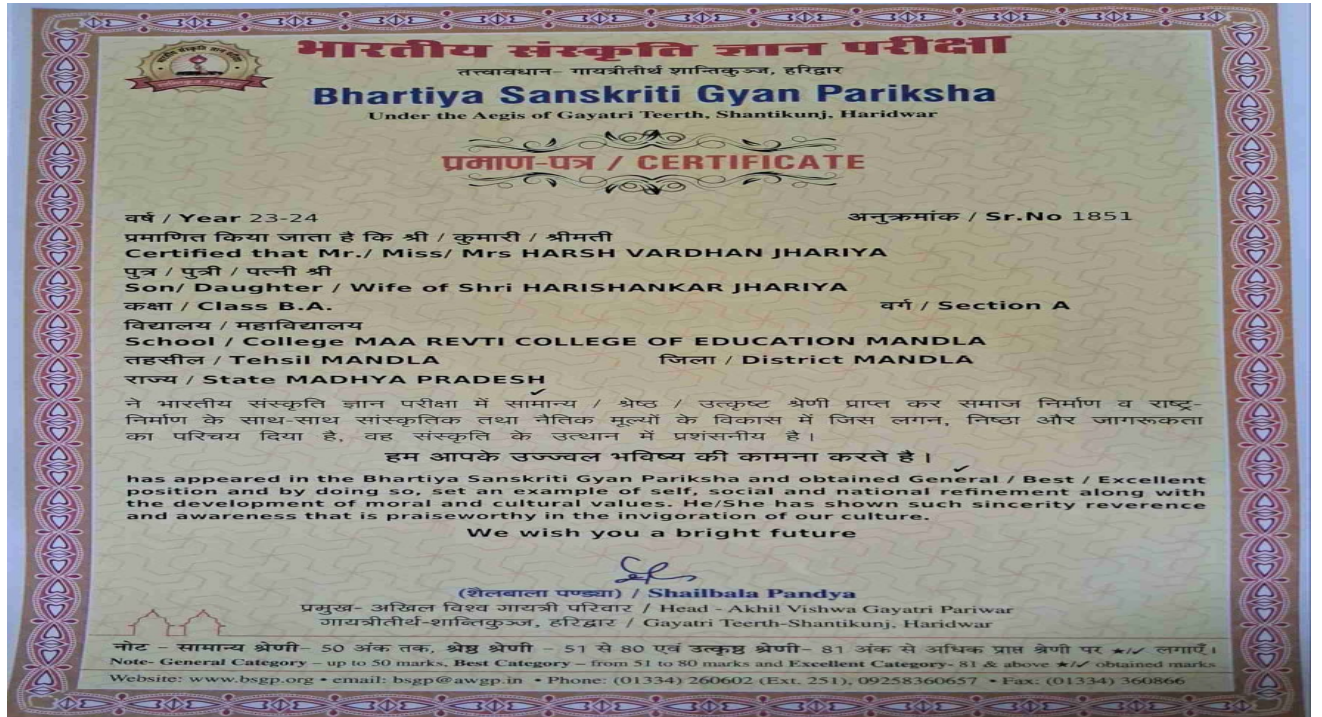 भारतीय संस्कृति ज्ञान परीक्षा
तत्त्वावधान- गायत्रीतीर्थ शान्तिकुञ्ज, हरिद्वार
Bhartiya Sanskriti Gyan Pariksha
Under the Aegis of Gayatri Teerth, Shantikunj, Haridwar
प्रमाण-पत्र / CERTIFICATE
वर्ष / Year 23-24 अनुक्रमांक / Sr.No 1851
प्रमाणित किया जाता है कि श्री / कुमारी / श्रीमती
Certified that Mr./ Miss/ Mrs HARSH VARDHAN JHARIYA
पुत्र / पुत्री / पत्नी श्री
Son/ Daughter / Wife of Shri HARISHANKAR JHARIYA
कक्षा / Class B.A. वर्ग / Section A
विद्यालय / महाविद्यालय
School / College MAA REVTI COLLEGE OF EDUCATION MANDLA
तहसील / Tehsil MANDLA जिला / District MANDLA
राज्य / State MADHYA PRADESH
ने भारतीय संस्कृति ज्ञान परीक्षा में सामान्य / श्रेष्ठ / उत्कृष्ट श्रेणी प्राप्त कर समाज निर्माण व राष्ट्र-
निर्माण के साथ-साथ सांस्कृतिक तथा नैतिक मूल्यों के विकास में जिस लगन, निष्ठा और जागरूकता
का परिचय दिया है, वह संस्कृति के उत्थान में प्रशंसनीय है।
हम आपके उज्ज्वल भविष्य की कामना करते है।
has appeared in the Bhartiya Sanskriti Gyan Pariksha and obtained General / Best / Excellent
position and by doing so, set an example of self, social and national refinement along with
the development of moral and cultural values. He/She has shown such sincerity reverence
and awareness that is praiseworthy in the invigoration of our culture.
We wish you a bright future
(शैलबाला पण्ड्या) / Shailbala Pandya
प्रमुख- अखिल विश्व गायत्री परिवार / Head - Akhil Vishwa Gayatri Pariwar
गायत्रीतीर्थ-शान्तिकुञ्ज, हरिद्वार / Gayatri Teerth-Shantikunj, Haridwar
नोट - सामान्य श्रेणी- 50 अंक तक, श्रेष्ठ श्रेणी - 51 से 80 एवं उत्कृष्ठ श्रेणी- 81 अंक से अधिक प्राप्त श्रेणी पर ★/✓ लगाएँ।
Note- General Category – up to 50 marks, Best Category – from 51 to 80 marks and Excellent Category- 81 & above ★/✓ obtained marks
Website: www.bsgp.org • email: bsgp@awgp.in • Phone: (01334) 260602 (Ext. 251), 09258360657 • Fax: (01334) 360866